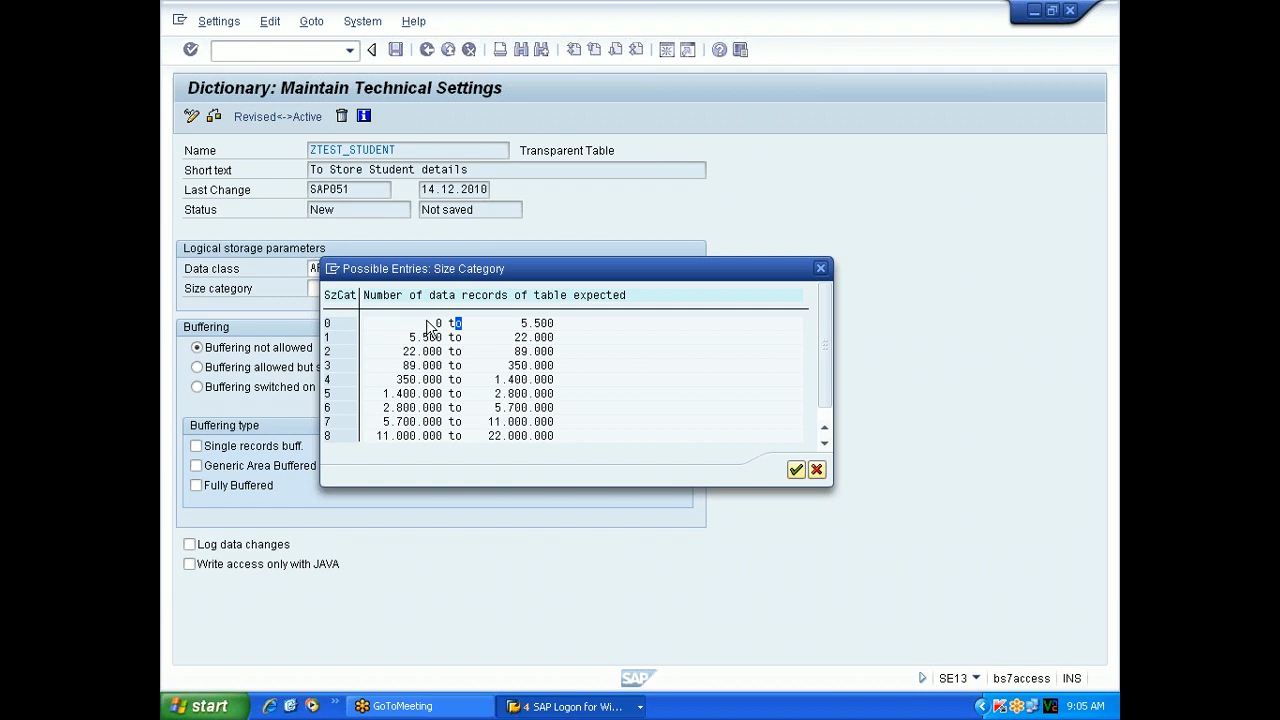 Settings Edit Goto System Help
Dictionary: Maintain Technical Settings
Revised<->Active
Name ZTEST_STUDENT Transparent Table
Short text To Store Student details
Last Change SAP051 14.12.2010
Status New Not saved
Logical storage parameters
Data class
Size category
Possible Entries: Size Category
SzCat Number of data records of table expected
0 0 to 5.500
1 5.500 to 22.000
2 22.000 to 89.000
3 89.000 to 350.000
4 350.000 to 1.400.000
5 1.400.000 to 2.800.000
6 2.800.000 to 5.700.000
7 5.700.000 to 11.000.000
8 11.000.000 to 22.000.000
Buffering
Buffering not allowed
Buffering allowed but
Buffering switched on
Buffering type
Single records buff.
Generic Area Buffered
Fully Buffered
Log data changes
Write access only with JAVA
SAP SE13 bs7access INS
start GoToMeeting 4 SAP Logon for Wi... 9:05 AM